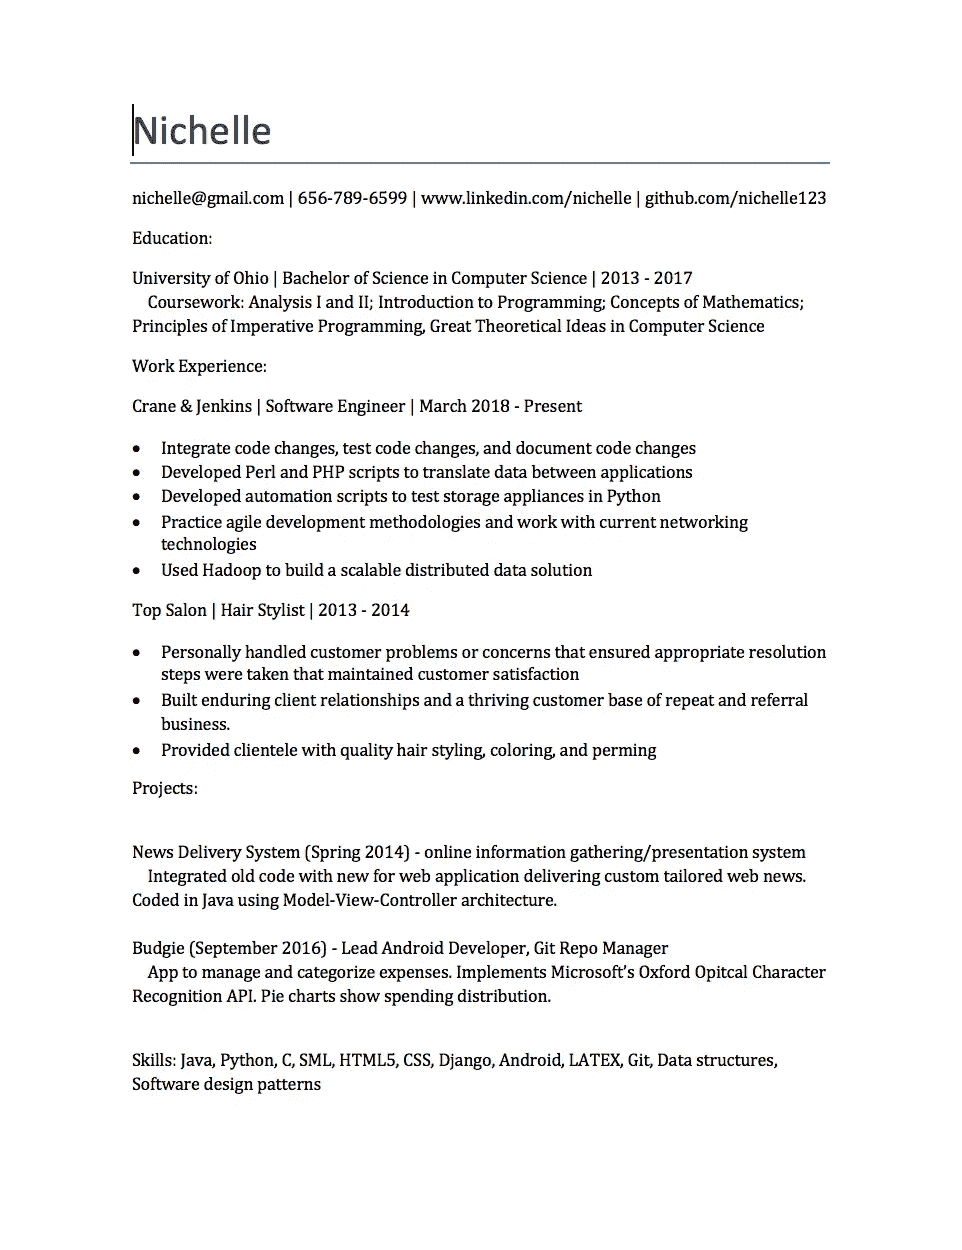 Nichelle
nichelle@gmail.com | 656-789-6599 | www.linkedin.com/nichelle | github.com/nichelle123
Education:
University of Ohio | Bachelor of Science in Computer Science | 2013 - 2017
Coursework: Analysis I and II; Introduction to Programming; Concepts of Mathematics;
Principles of Imperative Programming, Great Theoretical Ideas in Computer Science
Work Experience:
Crane & Jenkins | Software Engineer | March 2018 - Present
• Integrate code changes, test code changes, and document code changes
• Developed Perl and PHP scripts to translate data between applications
• Developed automation scripts to test storage appliances in Python
• Practice agile development methodologies and work with current networking
technologies
• Used Hadoop to build a scalable distributed data solution
Top Salon | Hair Stylist | 2013 - 2014
• Personally handled customer problems or concerns that ensured appropriate resolution
steps were taken that maintained customer satisfaction
• Built enduring client relationships and a thriving customer base of repeat and referral
business.
• Provided clientele with quality hair styling, coloring, and perming
Projects:
News Delivery System (Spring 2014) - online information gathering/presentation system
Integrated old code with new for web application delivering custom tailored web news.
Coded in Java using Model-View-Controller architecture.
Budgie (September 2016) - Lead Android Developer, Git Repo Manager
App to manage and categorize expenses. Implements Microsoft's Oxford Opitcal Character
Recognition API. Pie charts show spending distribution.
Skills: Java, Python, C, SML, HTML5, CSS, Django, Android, LATEX, Git, Data structures,
Software design patterns